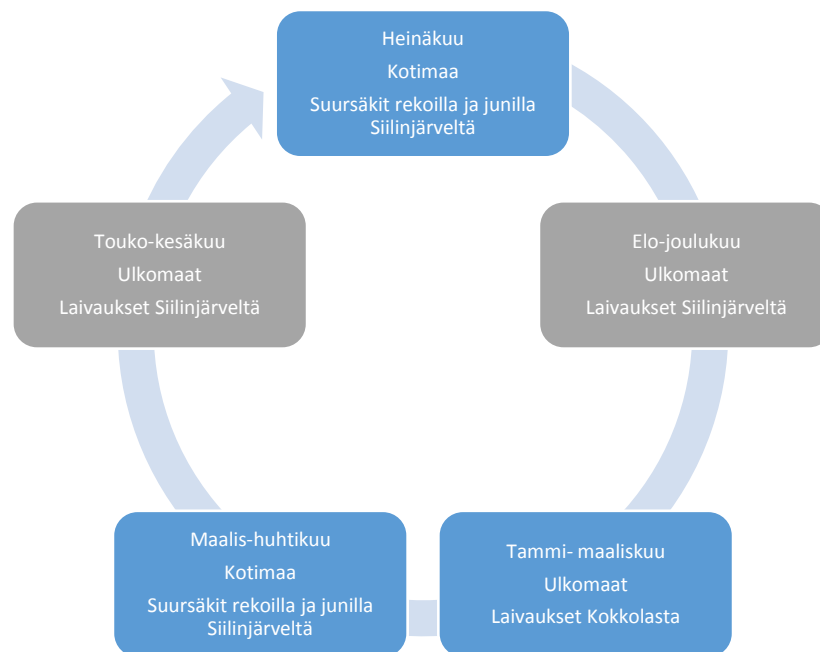 Heinäkuu
Kotimaa
Suursäkit rekoilla ja junilla
Siilinjärveltä
Elo-joulukuu
Ulkomaat
Laivaukset Siilinjärveltä
Tammi- maaliskuu
Ulkomaat
Laivaukset Kokkolasta
Maalis-huhtikuu
Kotimaa
Suursäkit rekoilla ja junilla
Siilinjärveltä
Touko-kesäkuu
Ulkomaat
Laivaukset Siilinjärveltä